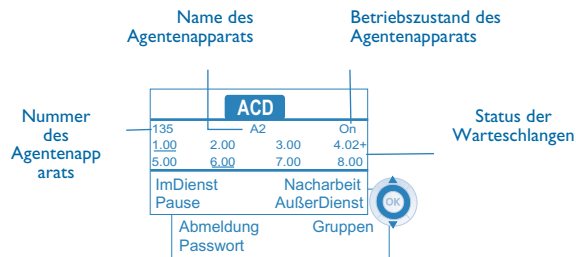 Name des
Agentenapparats
Betriebszustand des
Agentenapparats
Nummer
des
Agentenapp
arats
Status der
Warteschlangen
ACD
135 A2 On
1.00 2.00 3.00 4.02+
5.00 6.00 7.00 8.00
ImDienst Nacharbeit
Pause AußerDienst
OK
Abmeldung Gruppen
Passwort